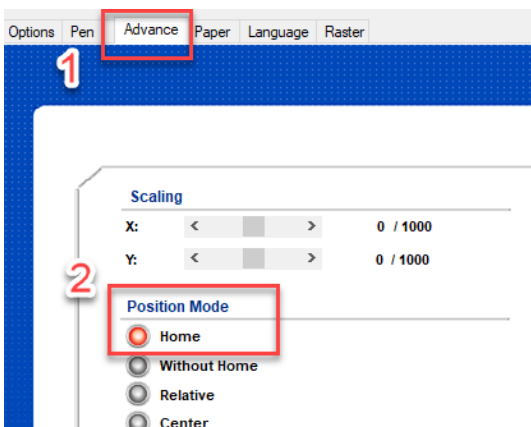 Options Pen Advance Paper Language Raster
1
Scaling
X: < > 0 / 1000
Y: < > 0 / 1000
2
Position Mode
Home
Without Home
Relative
Center